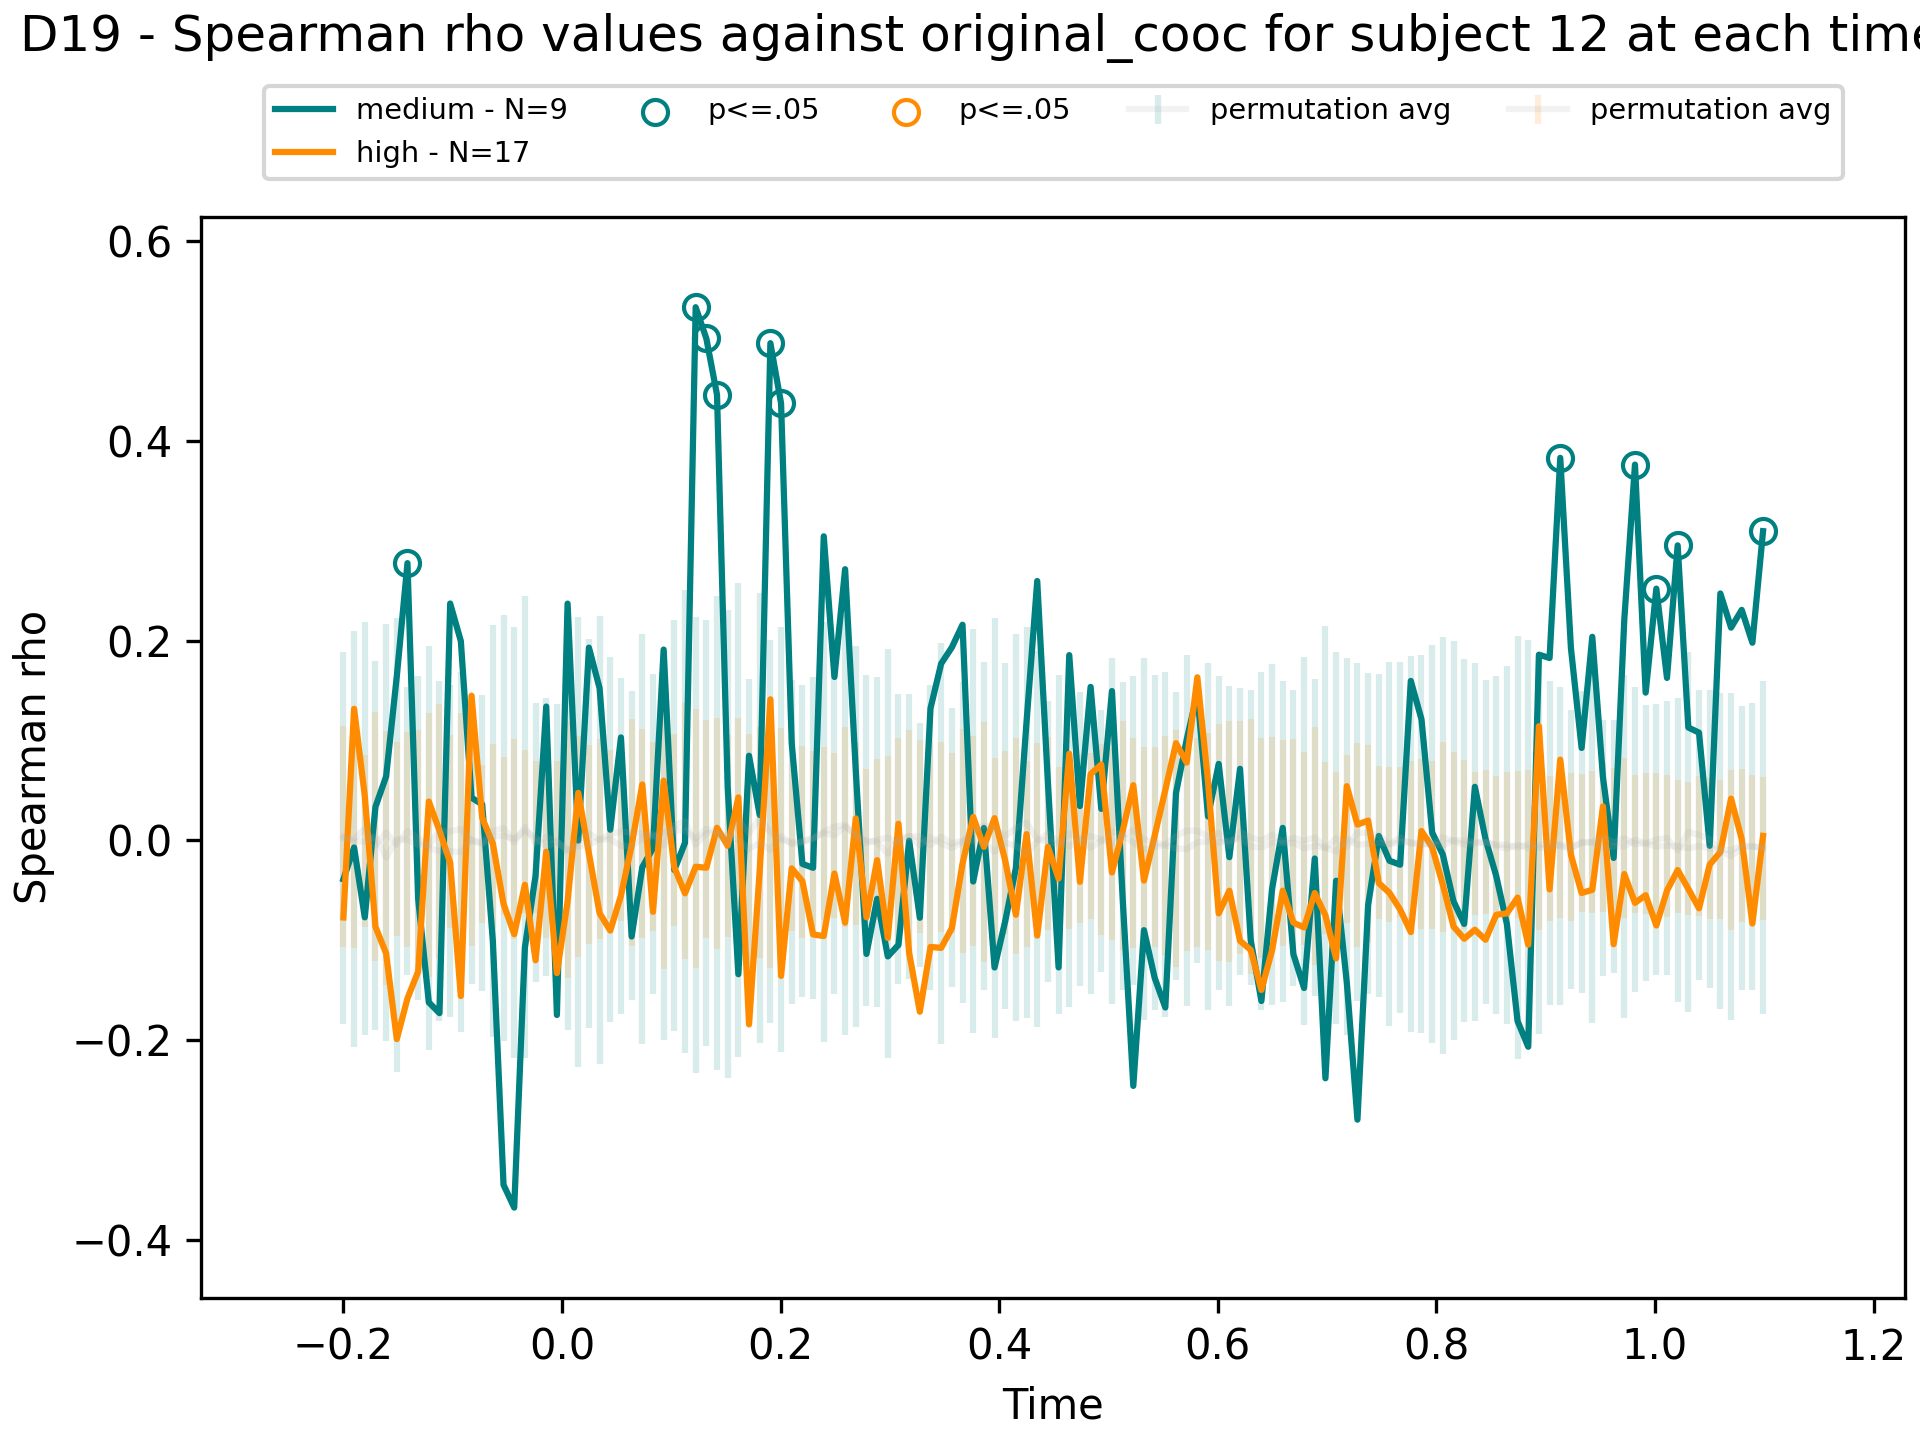 D19 - Spearman rho values against original_cooc for subject 12 at each time
medium - N=9
high - N=17
p<=.05
p<=.05
permutation avg
permutation avg
Spearman rho
0.6
0.4
0.2
0.0
−0.2
−0.4
−0.2 0.0 0.2 0.4 0.6 0.8 1.0 1.2
Time